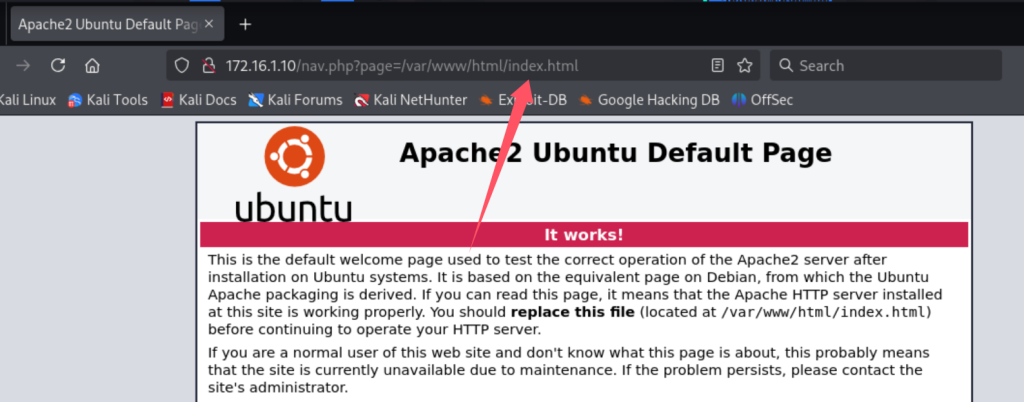 Apache2 Ubuntu Default Pag
172.16.1.10/nav.php?page=/var/www/html/index.html
Search
Kali Linux Kali Tools Kali Docs Kali Forums Kali NetHunter Exploit-DB Google Hacking DB OffSec
ubuntu
Apache2 Ubuntu Default Page
It works!
This is the default welcome page used to test the correct operation of the Apache2 server after
installation on Ubuntu systems. It is based on the equivalent page on Debian, from which the Ubuntu
Apache packaging is derived. If you can read this page, it means that the Apache HTTP server installed
at this site is working properly. You should replace this file (located at /var/www/html/index.html)
before continuing to operate your HTTP server.
If you are a normal user of this web site and don't know what this page is about, this probably means
that the site is currently unavailable due to maintenance. If the problem persists, please contact the
site's administrator.